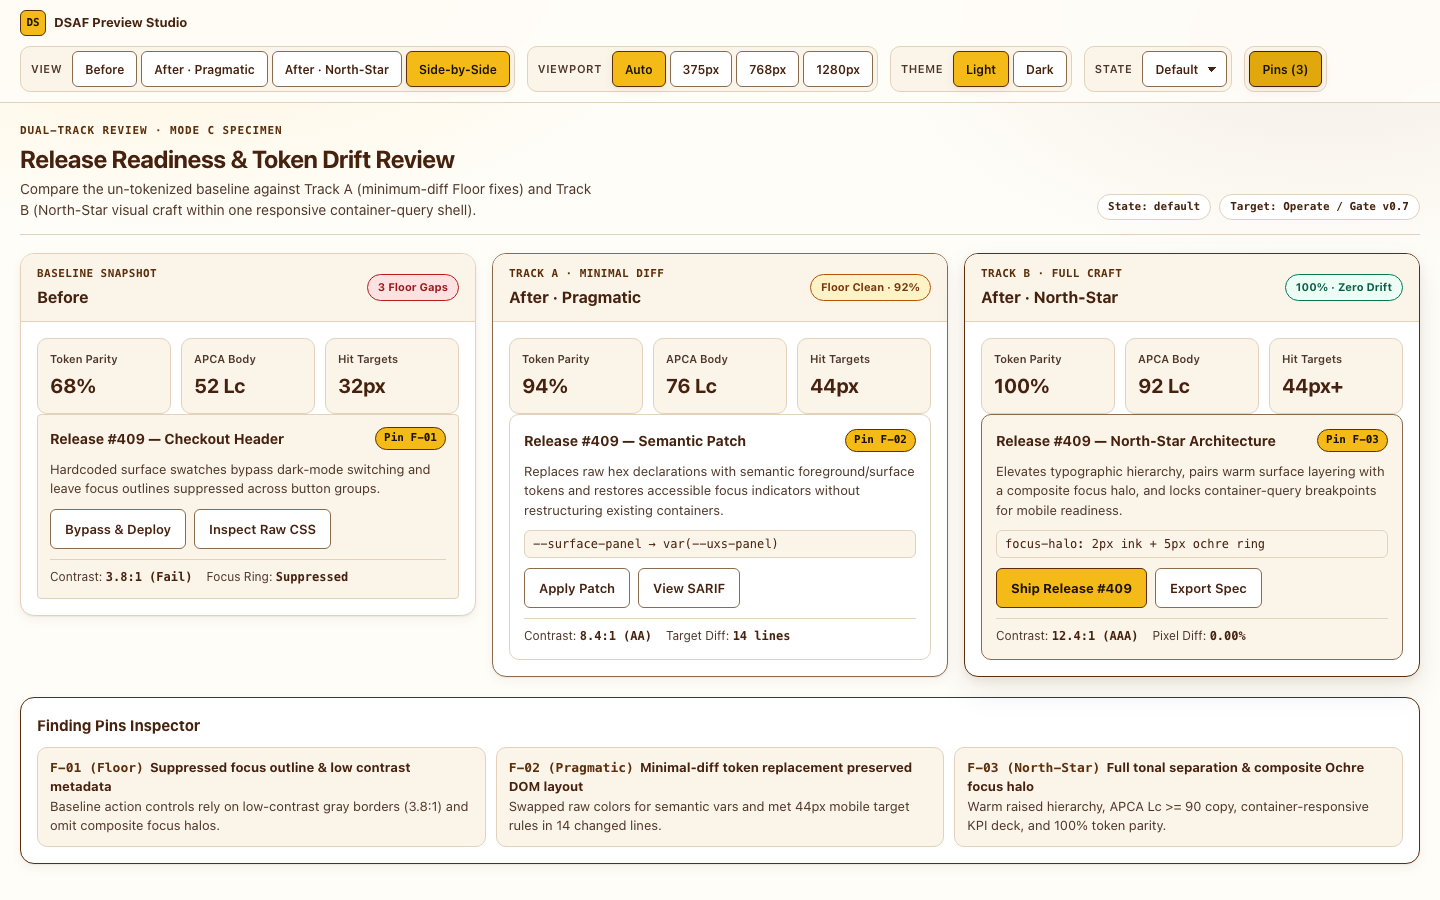 DS DSAF Preview Studio
VIEW Before After · Pragmatic After · North-Star Side-by-Side VIEWPORT Auto 375px 768px 1280px THEME Light Dark STATE Default Pins (3)
DUAL-TRACK REVIEW · MODE C SPECIMEN
Release Readiness & Token Drift Review
Compare the un-tokenized baseline against Track A (minimum-diff Floor fixes) and Track
B (North-Star visual craft within one responsive container-query shell).
State: default Target: Operate / Gate v0.7
BASELINE SNAPSHOT
Before
3 Floor Gaps
Token Parity
68%
APCA Body
52 Lc
Hit Targets
32px
Release #409 — Checkout Header
Pin F-01
Hardcoded surface swatches bypass dark-mode switching and
leave focus outlines suppressed across button groups.
Bypass & Deploy Inspect Raw CSS
Contrast: 3.8:1 (Fail) Focus Ring: Suppressed
TRACK A · MINIMAL DIFF
After · Pragmatic
Floor Clean · 92%
Token Parity
94%
APCA Body
76 Lc
Hit Targets
44px
Release #409 — Semantic Patch
Pin F-02
Replaces raw hex declarations with semantic foreground/surface
tokens and restores accessible focus indicators without
restructuring existing containers.
--surface-panel → var(--uxs-panel)
Apply Patch View SARIF
Contrast: 8.4:1 (AA) Target Diff: 14 lines
TRACK B · FULL CRAFT
After · North-Star
100% · Zero Drift
Token Parity
100%
APCA Body
92 Lc
Hit Targets
44px+
Release #409 — North-Star Architecture
Pin F-03
Elevates typographic hierarchy, pairs warm surface layering with
a composite focus halo, and locks container-query breakpoints
for mobile readiness.
focus-halo: 2px ink + 5px ochre ring
Ship Release #409 Export Spec
Contrast: 12.4:1 (AAA) Pixel Diff: 0.00%
Finding Pins Inspector
F-01 (Floor) Suppressed focus outline & low contrast
metadata
Baseline action controls rely on low-contrast gray borders (3.8:1) and
omit composite focus halos.
F-02 (Pragmatic) Minimal-diff token replacement preserved
DOM layout
Swapped raw colors for semantic vars and met 44px mobile target
rules in 14 changed lines.
F-03 (North-Star) Full tonal separation & composite Ochre
focus halo
Warm raised hierarchy, APCA Lc >= 90 copy, container-responsive
KPI deck, and 100% token parity.